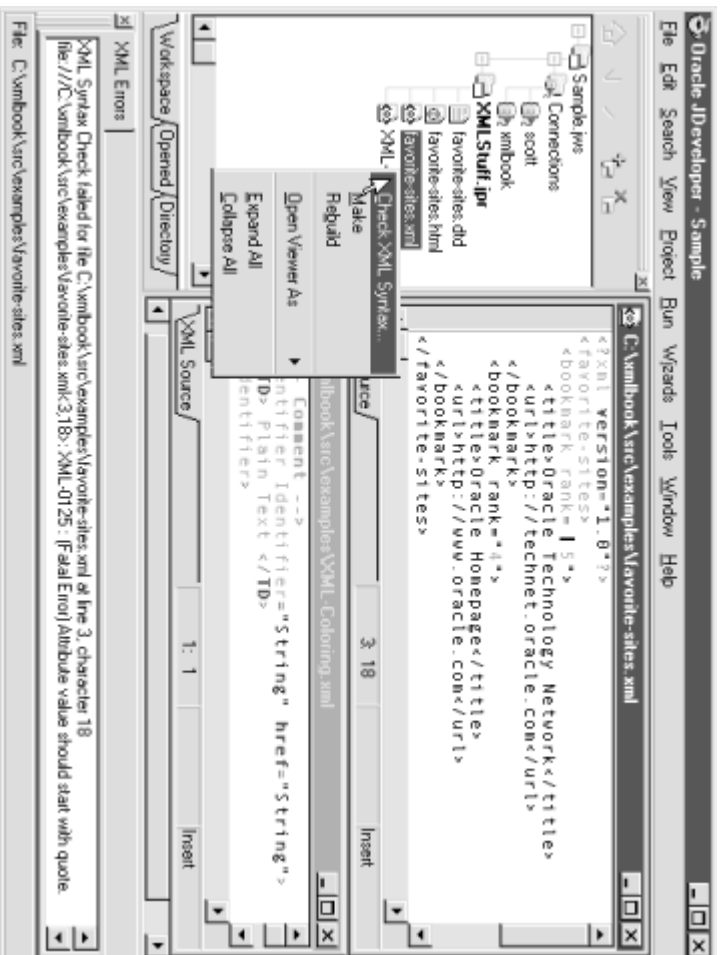 Oracle JDeveloper - Sample
File Edit Search View Project Run Wizards Tools Window Help
Sample.jws
Connections
scott
xmlbook
XMLStuff.jpr
favorite-sites.dtd
favorite-sites.html
favorite-sites.xml
XML-
Check XML Syntax...
Make
Rebuild
Open Viewer As
Expand All
Collapse All
Workspace Opened Directory
C:\xmlbook\src\examples\favorite-sites.xml
<?xml version="1.0"?>
<favorite-sites>
<bookmark rank=5">
<title>Oracle Technology Network</title>
<url>http://technet.oracle.com</url>
</bookmark>
<bookmark rank="4">
<title>Oracle Homepage</title>
<url>http://www.oracle.com</url>
</bookmark>
</favorite-sites>
urce 3: 18 Insert
mlbook\src\examples\XML-Coloring.xml
Comment -->
entifier Identifier="String" href="String">
TD> Plain Text </TD>
dentifier>
XML Source 1: 1 Insert
XML Errors
XML Syntax Check failed for file C:\xmlbook\src\examples\favorite-sites.xml at line 3, character 18
file:///C:\xmlbook\src\examples\favorite-sites.xml<3,18>: XML-0125 : (Fatal Error) Attribute value should start with quote.
File: C:\xmlbook\src\examples\favorite-sites.xml